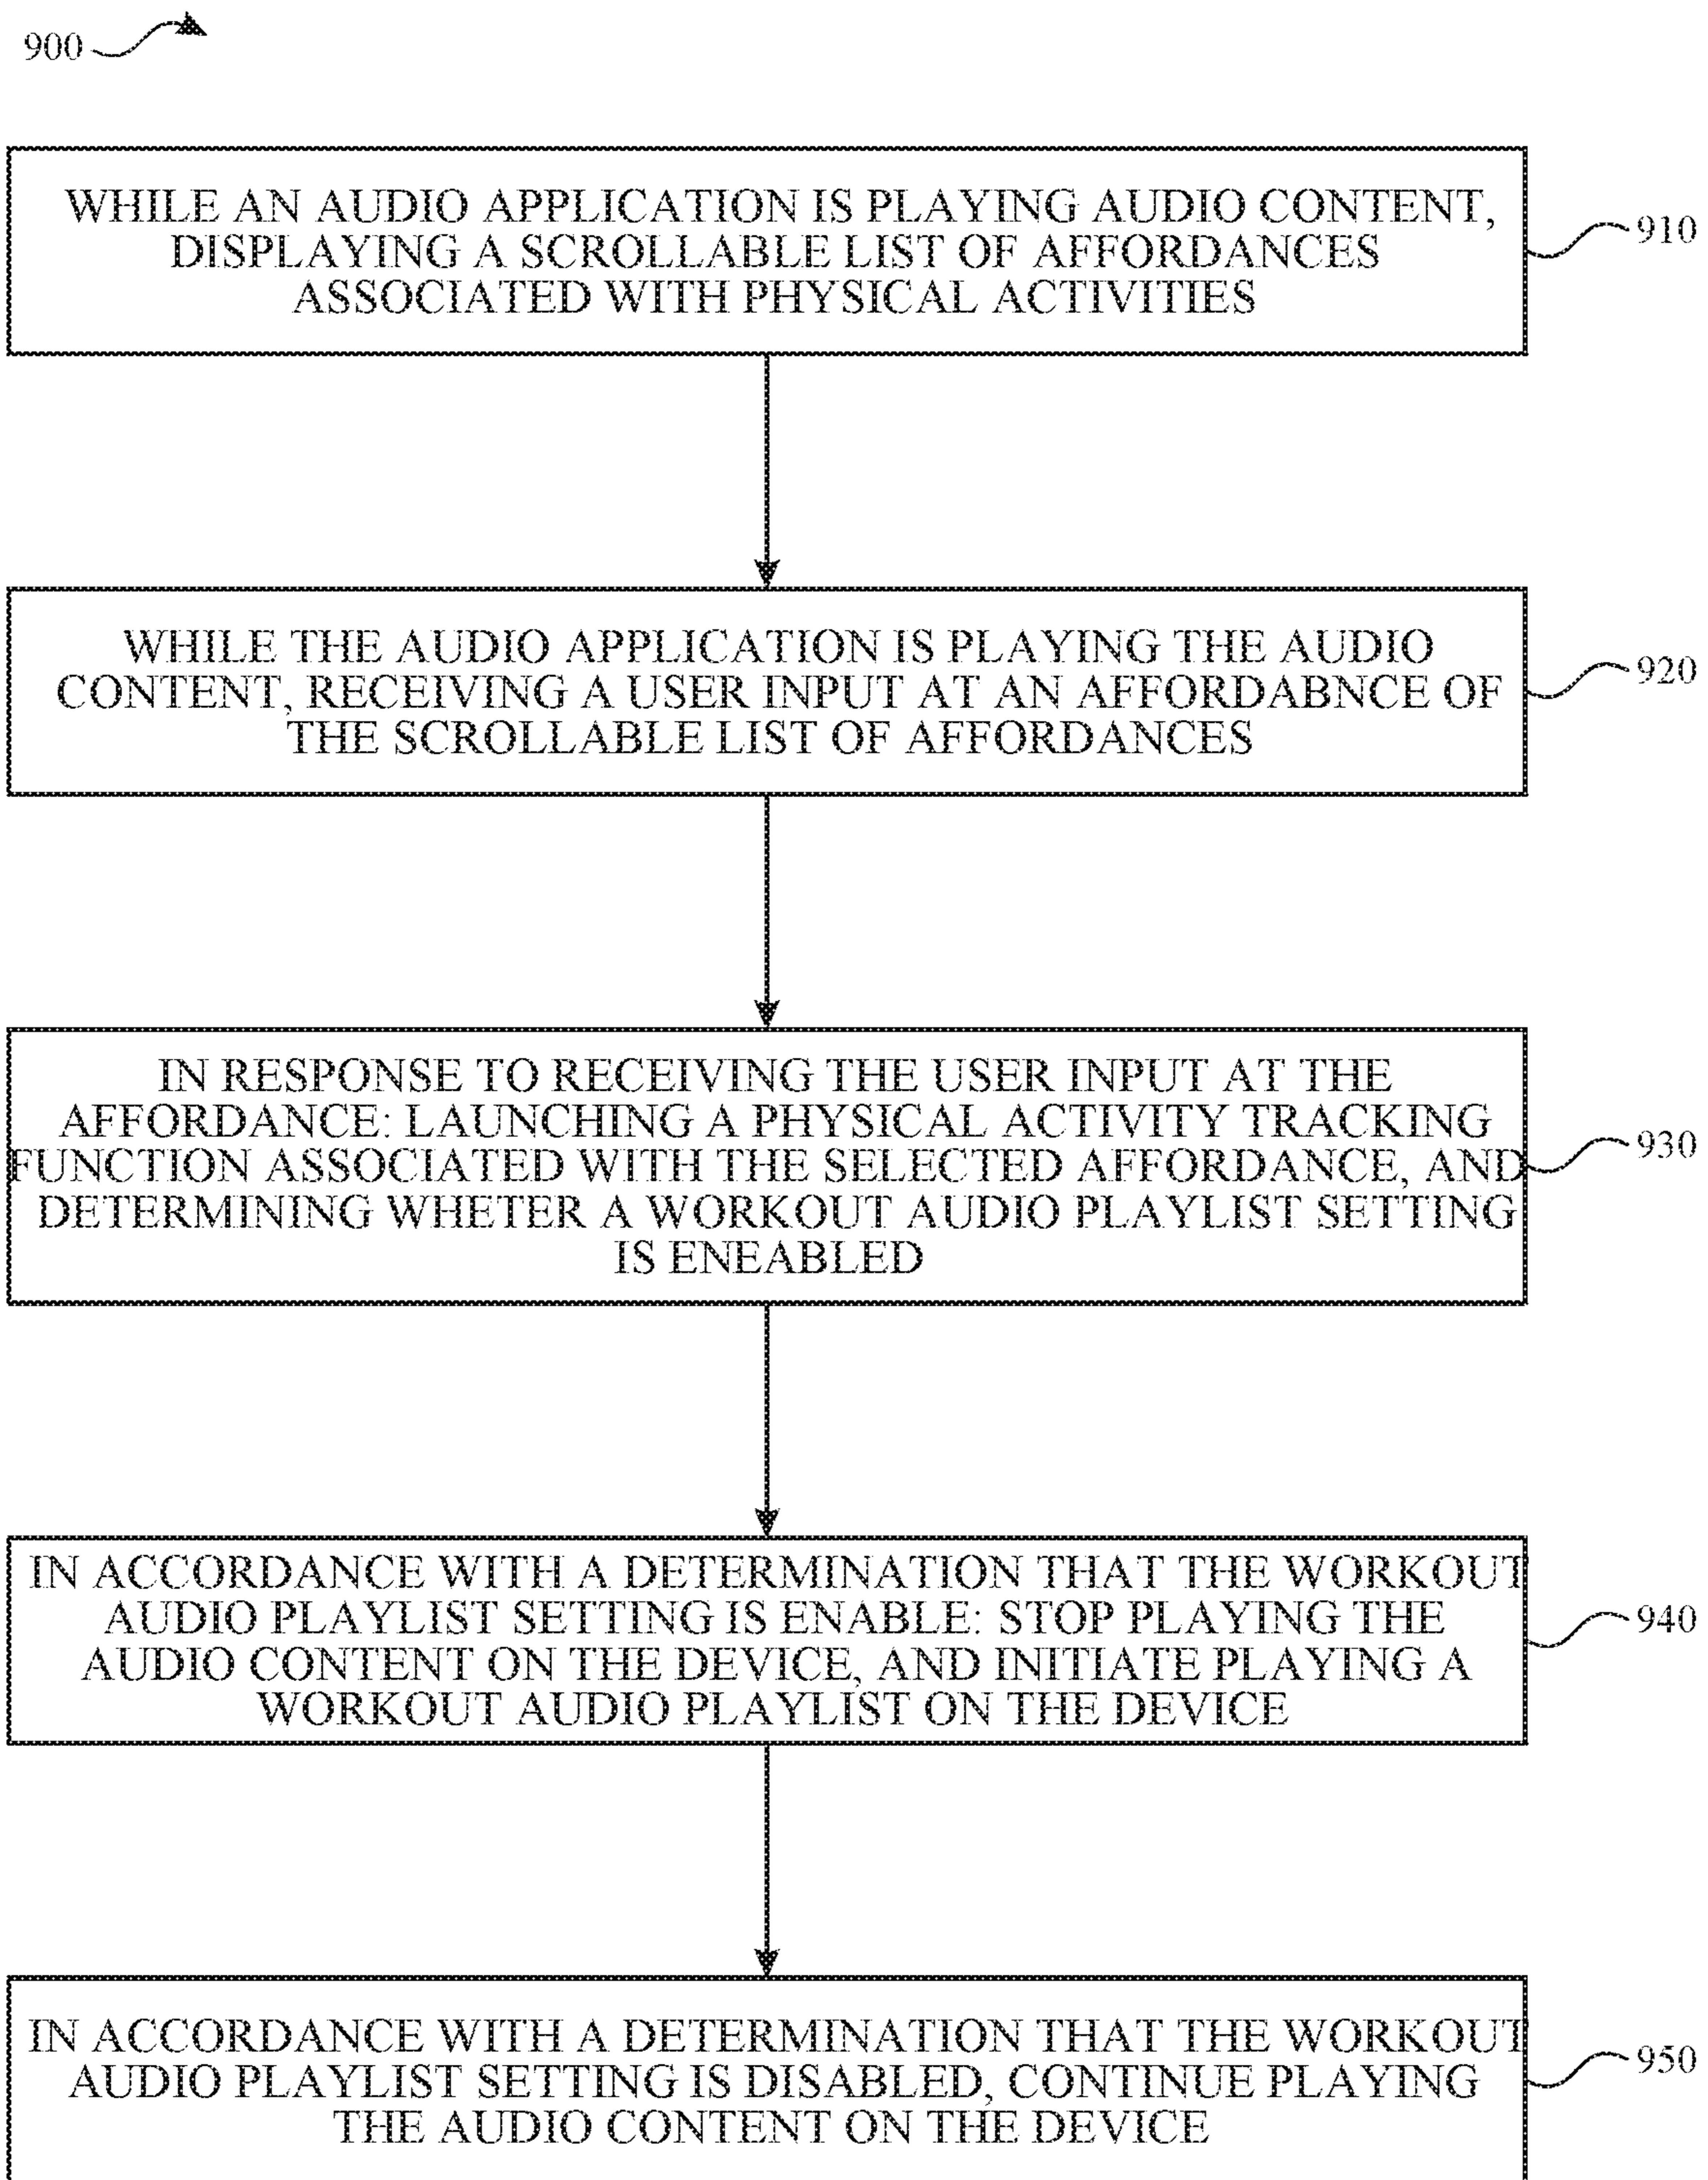 900
WHILE AN AUDIO APPLICATION IS PLAYING AUDIO CONTENT,
DISPLAYING A SCROLLABLE LIST OF AFFORDANCES
ASSOCIATED WITH PHYSICAL ACTIVITIES
910
WHILE THE AUDIO APPLICATION IS PLAYING THE AUDIO
CONTENT, RECEIVING A USER INPUT AT AN AFFORDABNCE OF
THE SCROLLABLE LIST OF AFFORDANCES
920
IN RESPONSE TO RECEIVING THE USER INPUT AT THE
AFFORDANCE: LAUNCHING A PHYSICAL ACTIVITY TRACKING
FUNCTION ASSOCIATED WITH THE SELECTED AFFORDANCE, AND
DETERMINING WHETER A WORKOUT AUDIO PLAYLIST SETTING
IS ENEABLED
930
IN ACCORDANCE WITH A DETERMINATION THAT THE WORKOUT
AUDIO PLAYLIST SETTING IS ENABLE: STOP PLAYING THE
AUDIO CONTENT ON THE DEVICE, AND INITIATE PLAYING A
WORKOUT AUDIO PLAYLIST ON THE DEVICE
940
IN ACCORDANCE WITH A DETERMINATION THAT THE WORKOUT
AUDIO PLAYLIST SETTING IS DISABLED, CONTINUE PLAYING
THE AUDIO CONTENT ON THE DEVICE
950